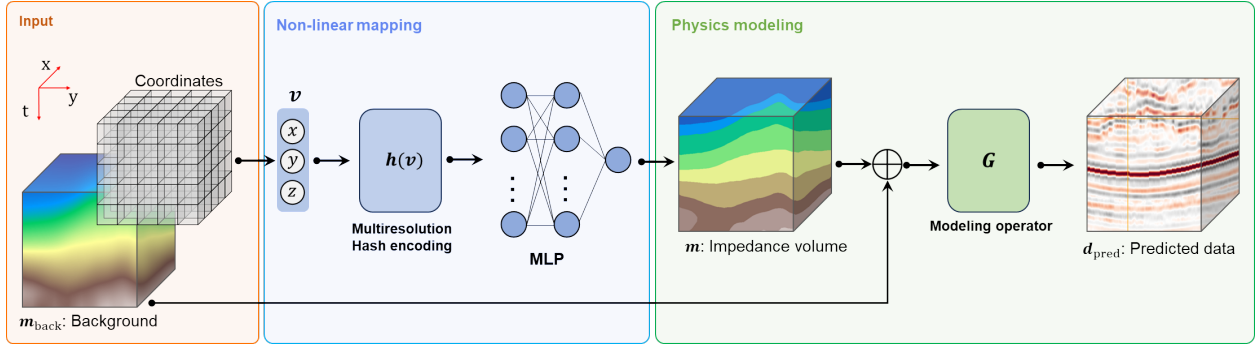 Input
Non-linear mapping
Physics modeling
x
y
t
Coordinates
v
x
y
z
h(v)
Multiresolution
Hash encoding
MLP
m: Impedance volume
G
Modeling operator
d_pred: Predicted data
m_back: Background